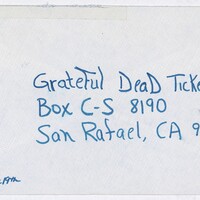 Grateful Dead Ticke
Box C-S 8190
San Rafael, CA 9